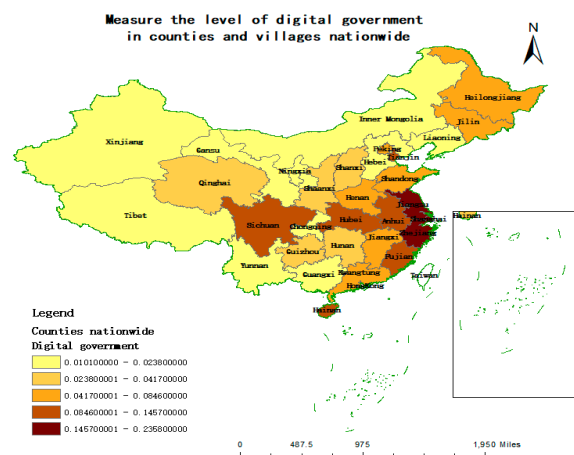 Measure the level of digital government
in counties and villages nationwide
N
Heilongjiang
Inner Mongolia
Jilin
Xinjiang
Liaoning
Gansu
Peking
Tianjin
Hebei
Shanxi
Ningxia
Shandong
Qinghai
Shaanxi
Henan
Jiangsu
Tibet
Sichuan
Chongqing
Hubei
Anhui
Shanghai
Zhejiang
Hainan
Hunan
Jiangxi
Guizhou
Fujian
Yunnan
Guangxi
Kwangtung
Taiwan
HongKong
Hainan
Legend
Counties nationwide
Digital government
0.010100000 - 0.023800000
0.023800001 - 0.041700000
0.041700001 - 0.084600000
0.084600001 - 0.145700000
0.145700001 - 0.235800000
0 487.5 975 1,950 Miles